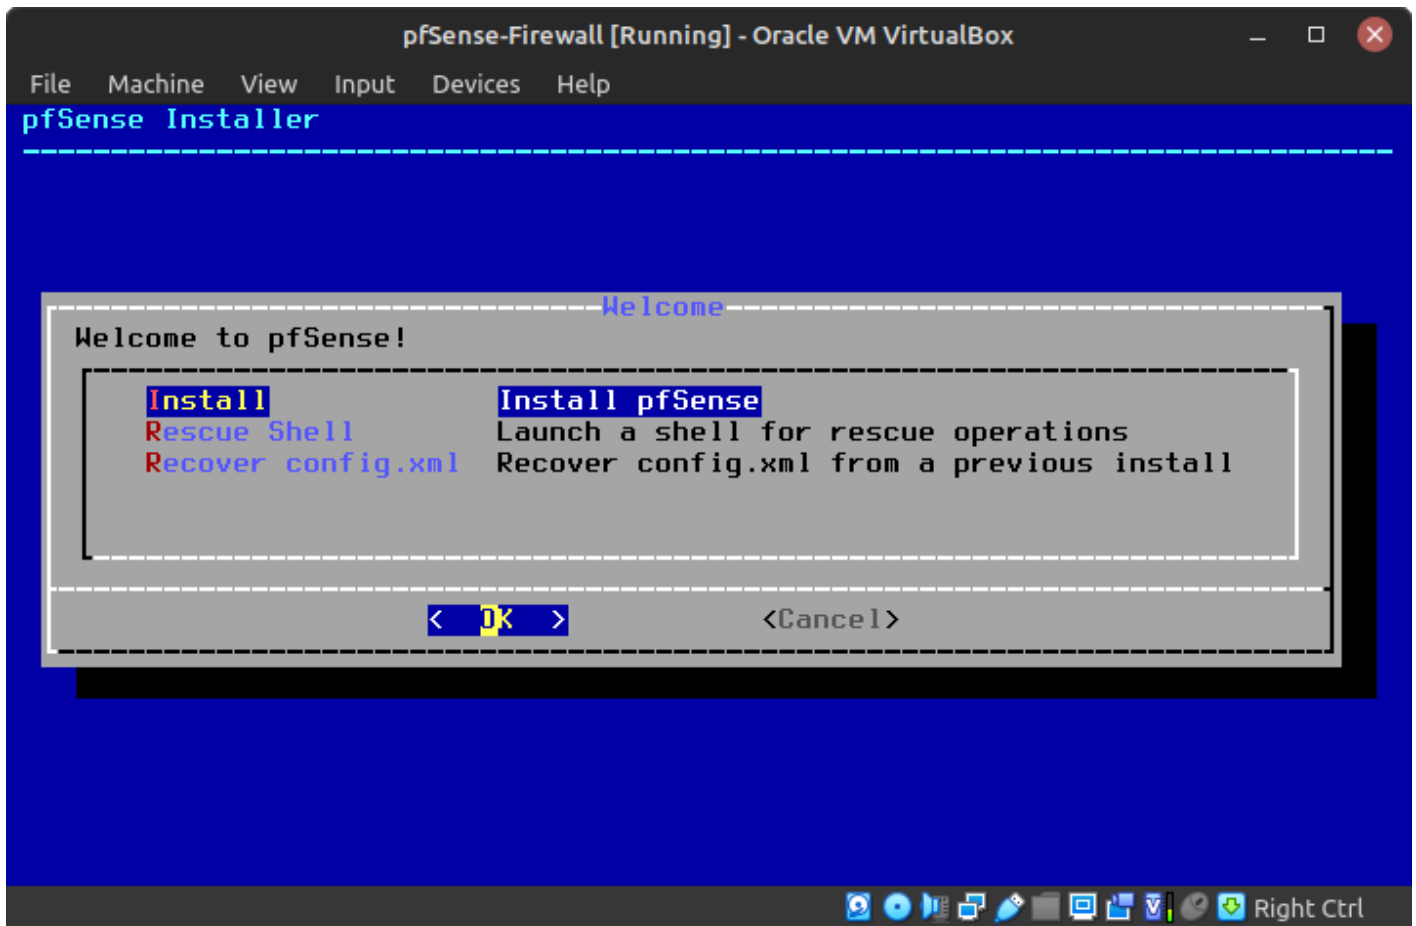 pfSense-Firewall [Running] - Oracle VM VirtualBox
File Machine View Input Devices Help
pfSense Installer
Welcome
Welcome to pfSense!
Install Install pfSense
Rescue Shell Launch a shell for rescue operations
Recover config.xml Recover config.xml from a previous install
< OK > <Cancel>
Right Ctrl